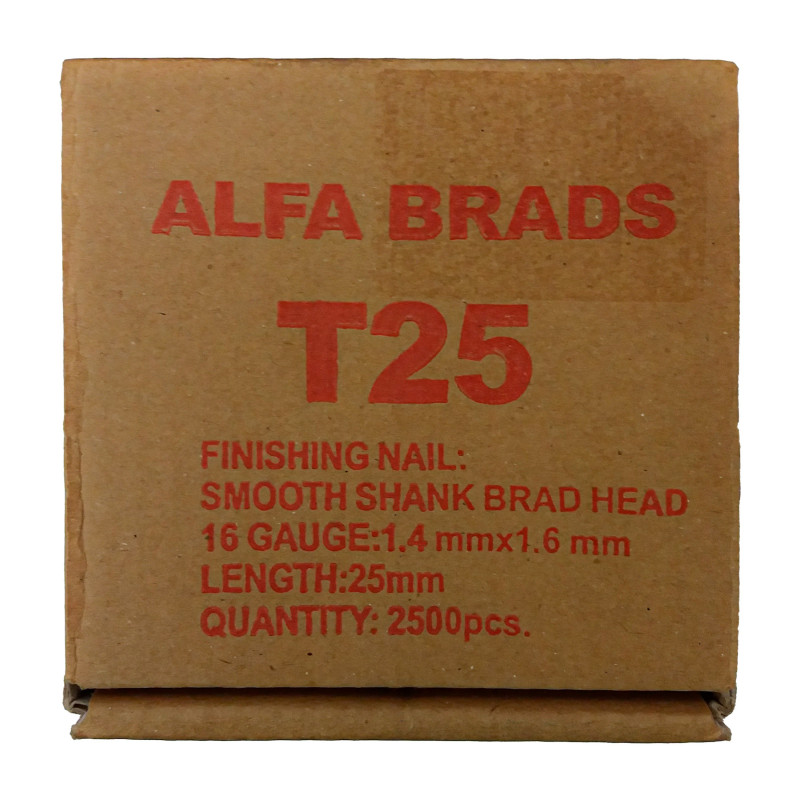 ALFA BRADS
T25
FINISHING NAIL:
SMOOTH SHANK BRAD HEAD
16 GAUGE:1.4 mmx1.6 mm
LENGTH:25mm
QUANTITY: 2500pcs.